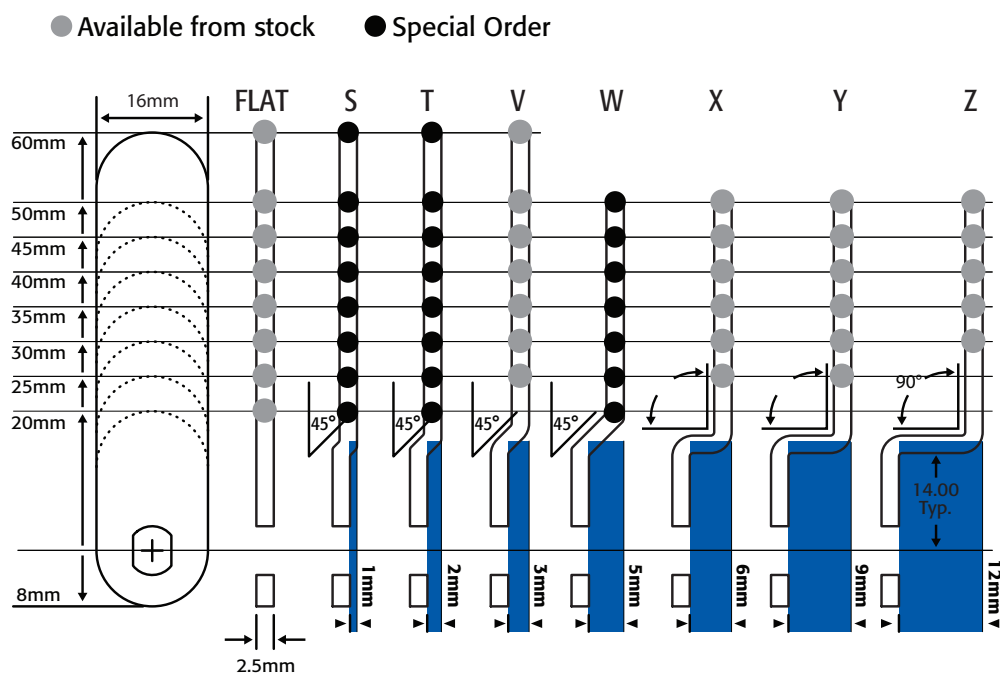 Available from stock Special Order
16mm FLAT S T V W X Y Z
60mm
50mm
45mm
40mm
35mm
30mm
25mm 90°
20mm 45° 45° 45° 45°
14.00
Typ.
8mm 1mm 2mm 3mm 5mm 6mm 9mm 12mm
2.5mm